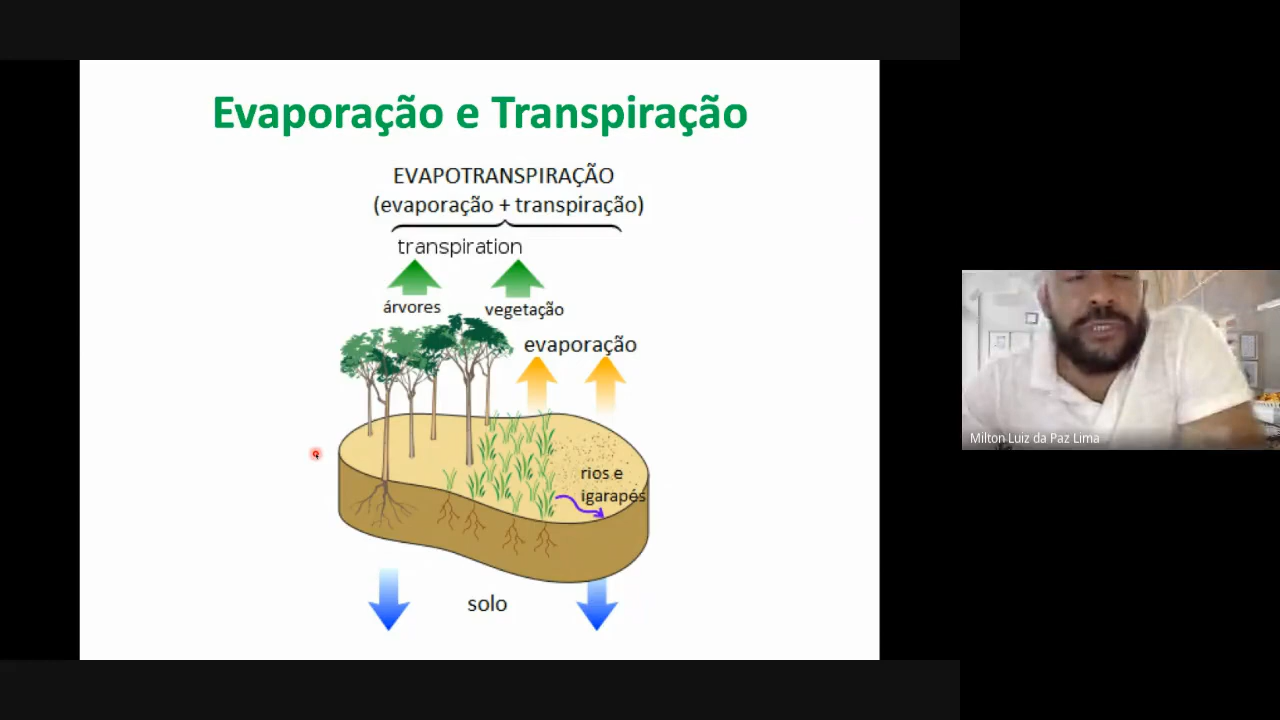 Evaporação e Transpiração
EVAPOTRANSPIRAÇÃO
(evaporação + transpiração)
transpiration
árvores
vegetação
evaporação
rios e
igarapés
solo
Milton Luiz da Paz Lima